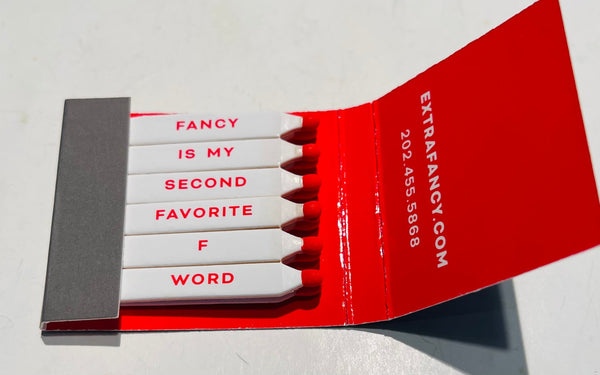 FANCY
IS MY
SECOND
FAVORITE
F
WORD
EXTRAFANCY.COM
202.455.5868